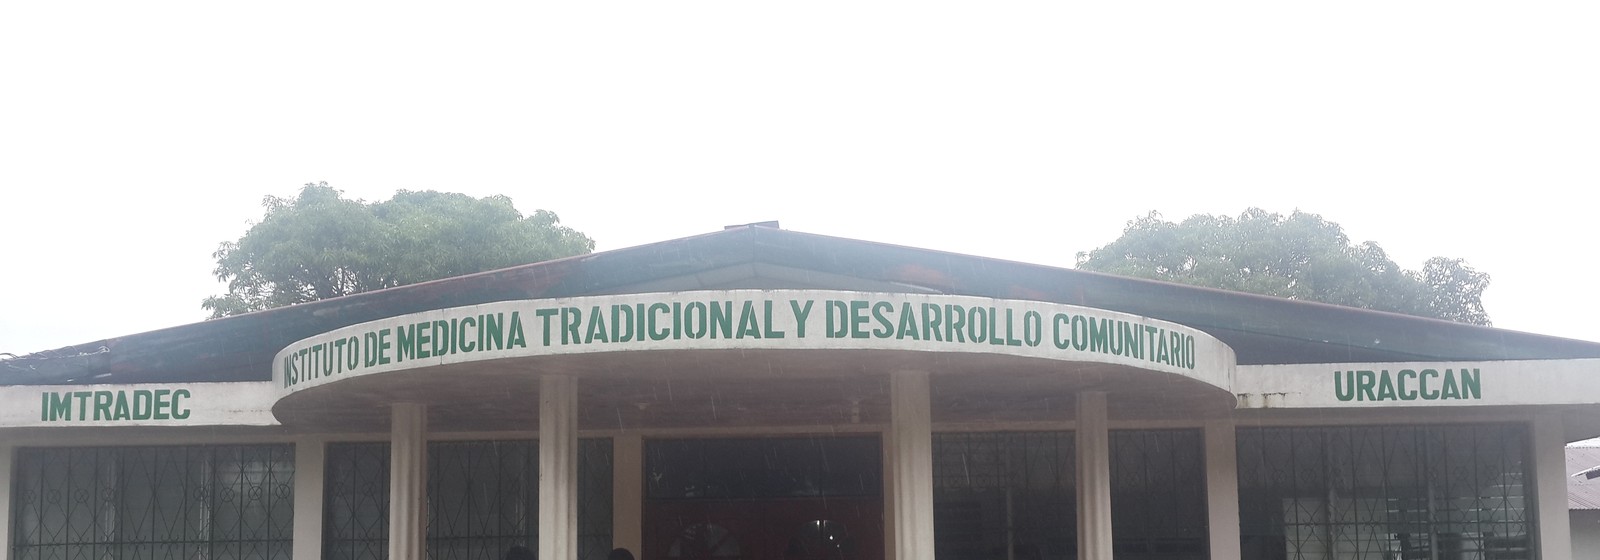 IMTRADEC
INSTITUTO DE MEDICINA TRADICIONAL Y DESARROLLO COMUNITARIO
URACCAN